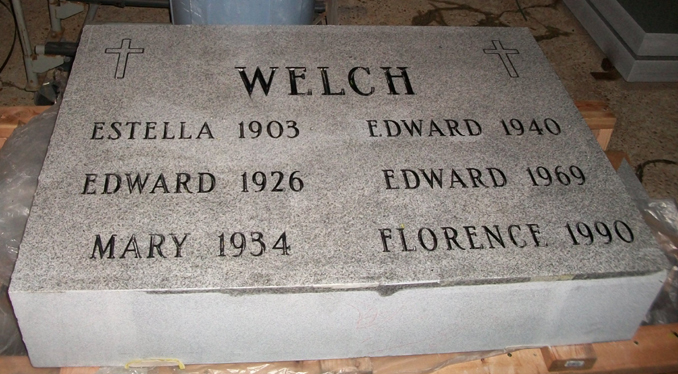 WELCH
ESTELLA 1903 EDWARD 1940
EDWARD 1926 EDWARD 1969
MARY 1934 FLORENCE 1990